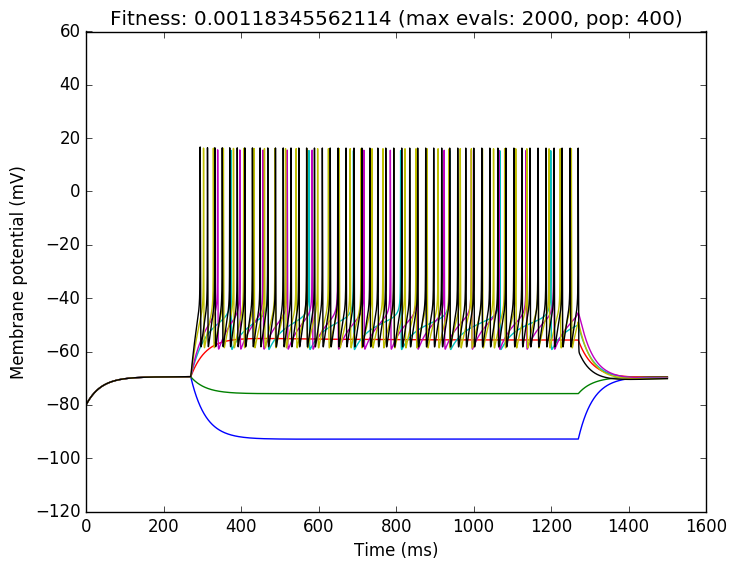 Fitness: 0.00118345562114 (max evals: 2000, pop: 400)
60
40
20
0
−20
−40
−60
−80
−100
−120
Membrane potential (mV)
0 200 400 600 800 1000 1200 1400 1600
Time (ms)